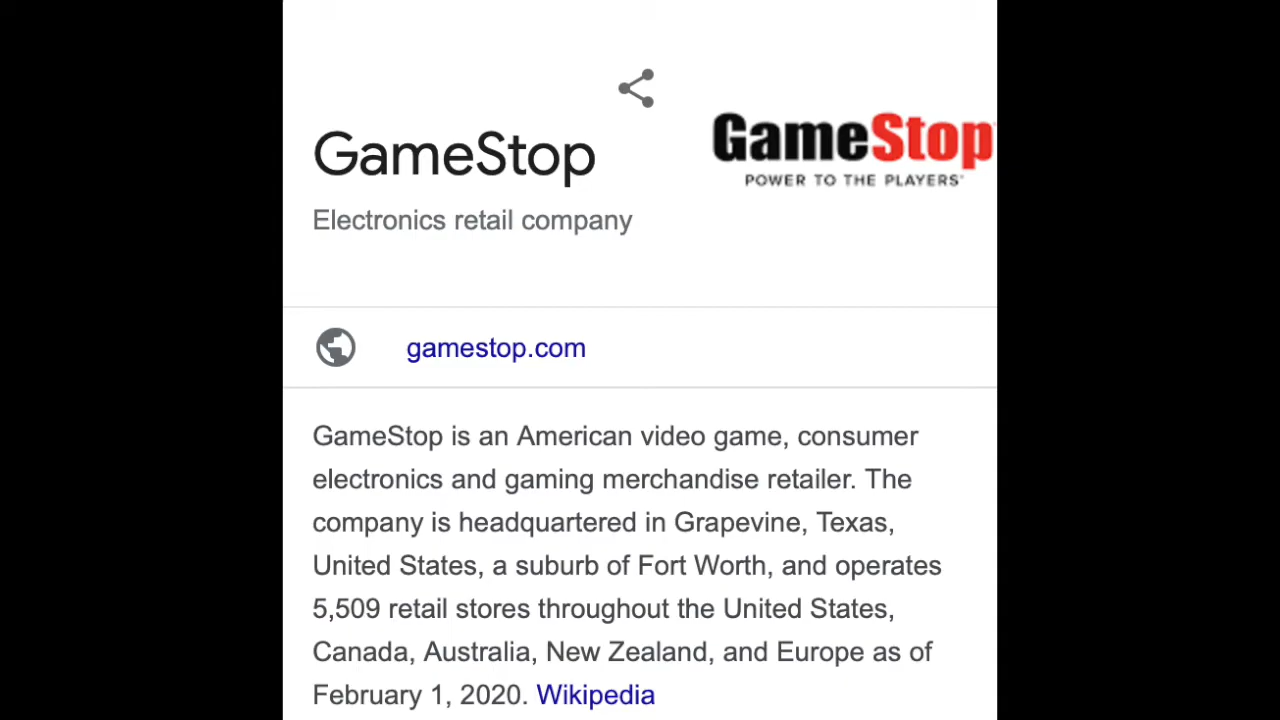 GameStop
Electronics retail company
GameStop
POWER TO THE PLAYERS
gamestop.com
GameStop is an American video game, consumer
electronics and gaming merchandise retailer. The
company is headquartered in Grapevine, Texas,
United States, a suburb of Fort Worth, and operates
5,509 retail stores throughout the United States,
Canada, Australia, New Zealand, and Europe as of
February 1, 2020. Wikipedia